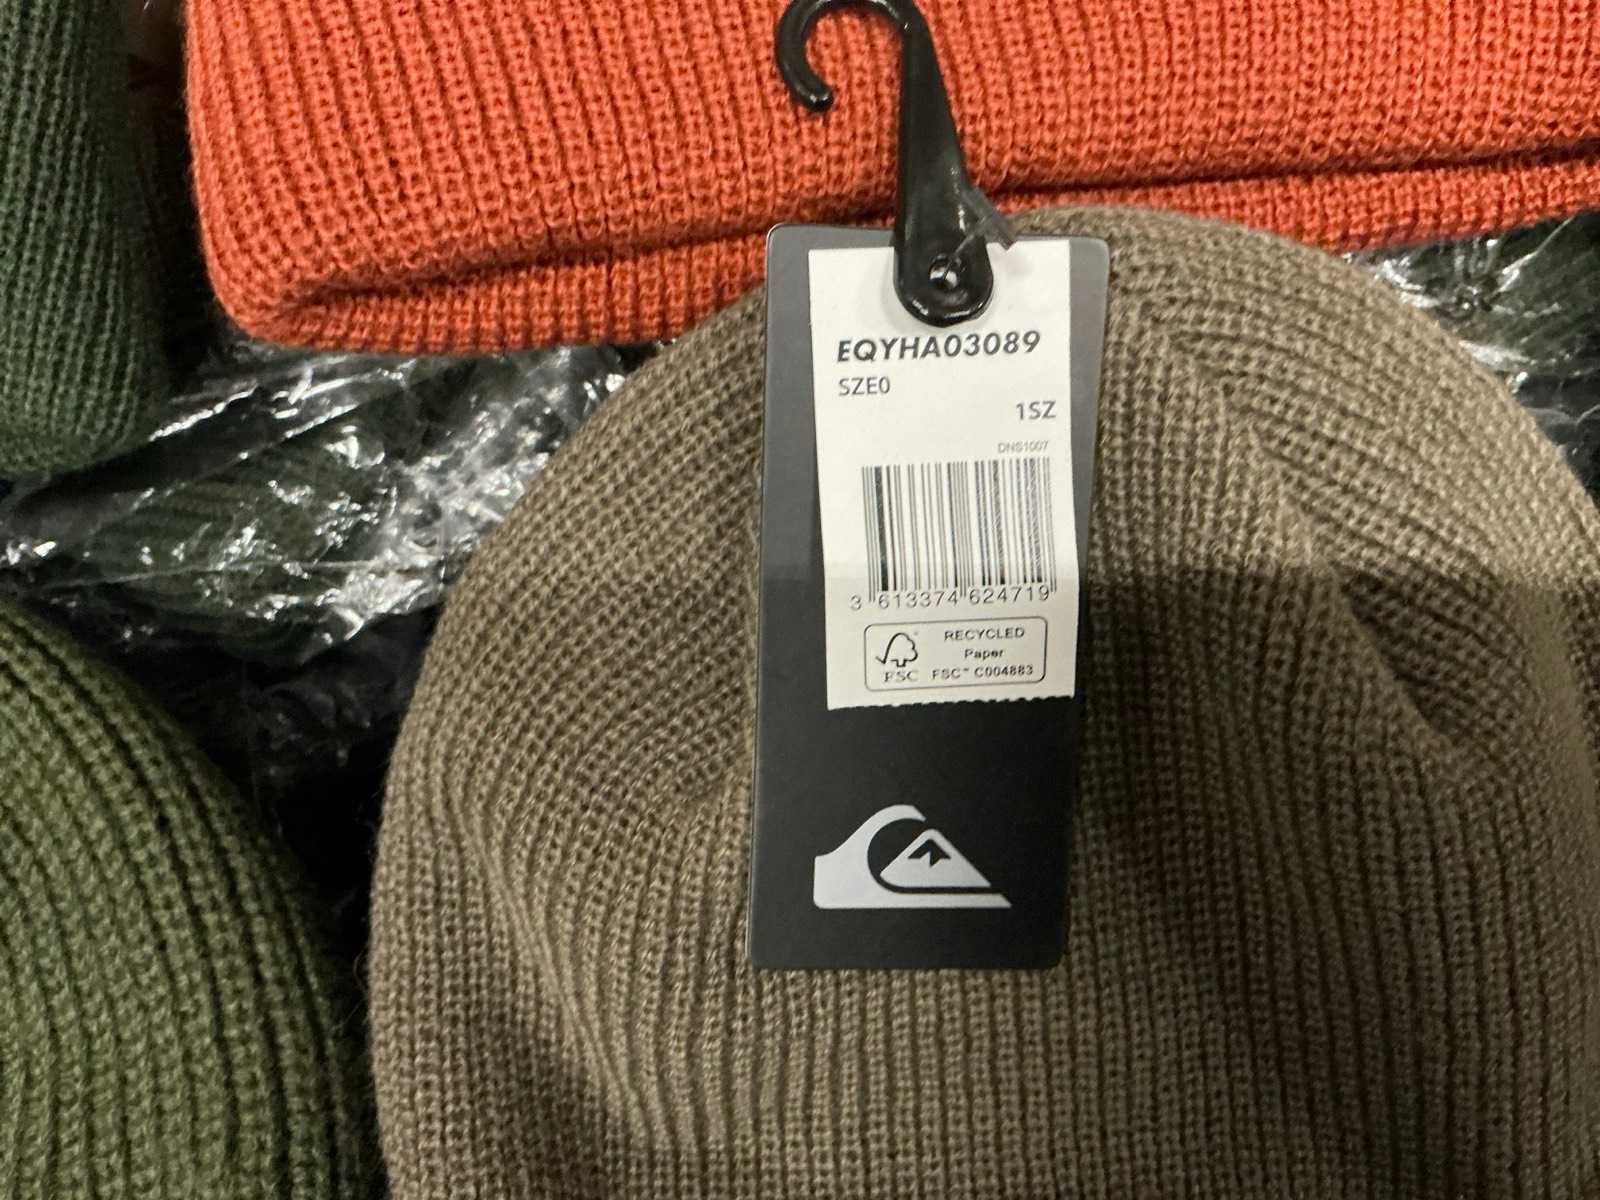 EQYHA03089
SZE0
1SZ
DNS1007
3 613374 624719
RECYCLED
Paper
FSC FSC™ C004883